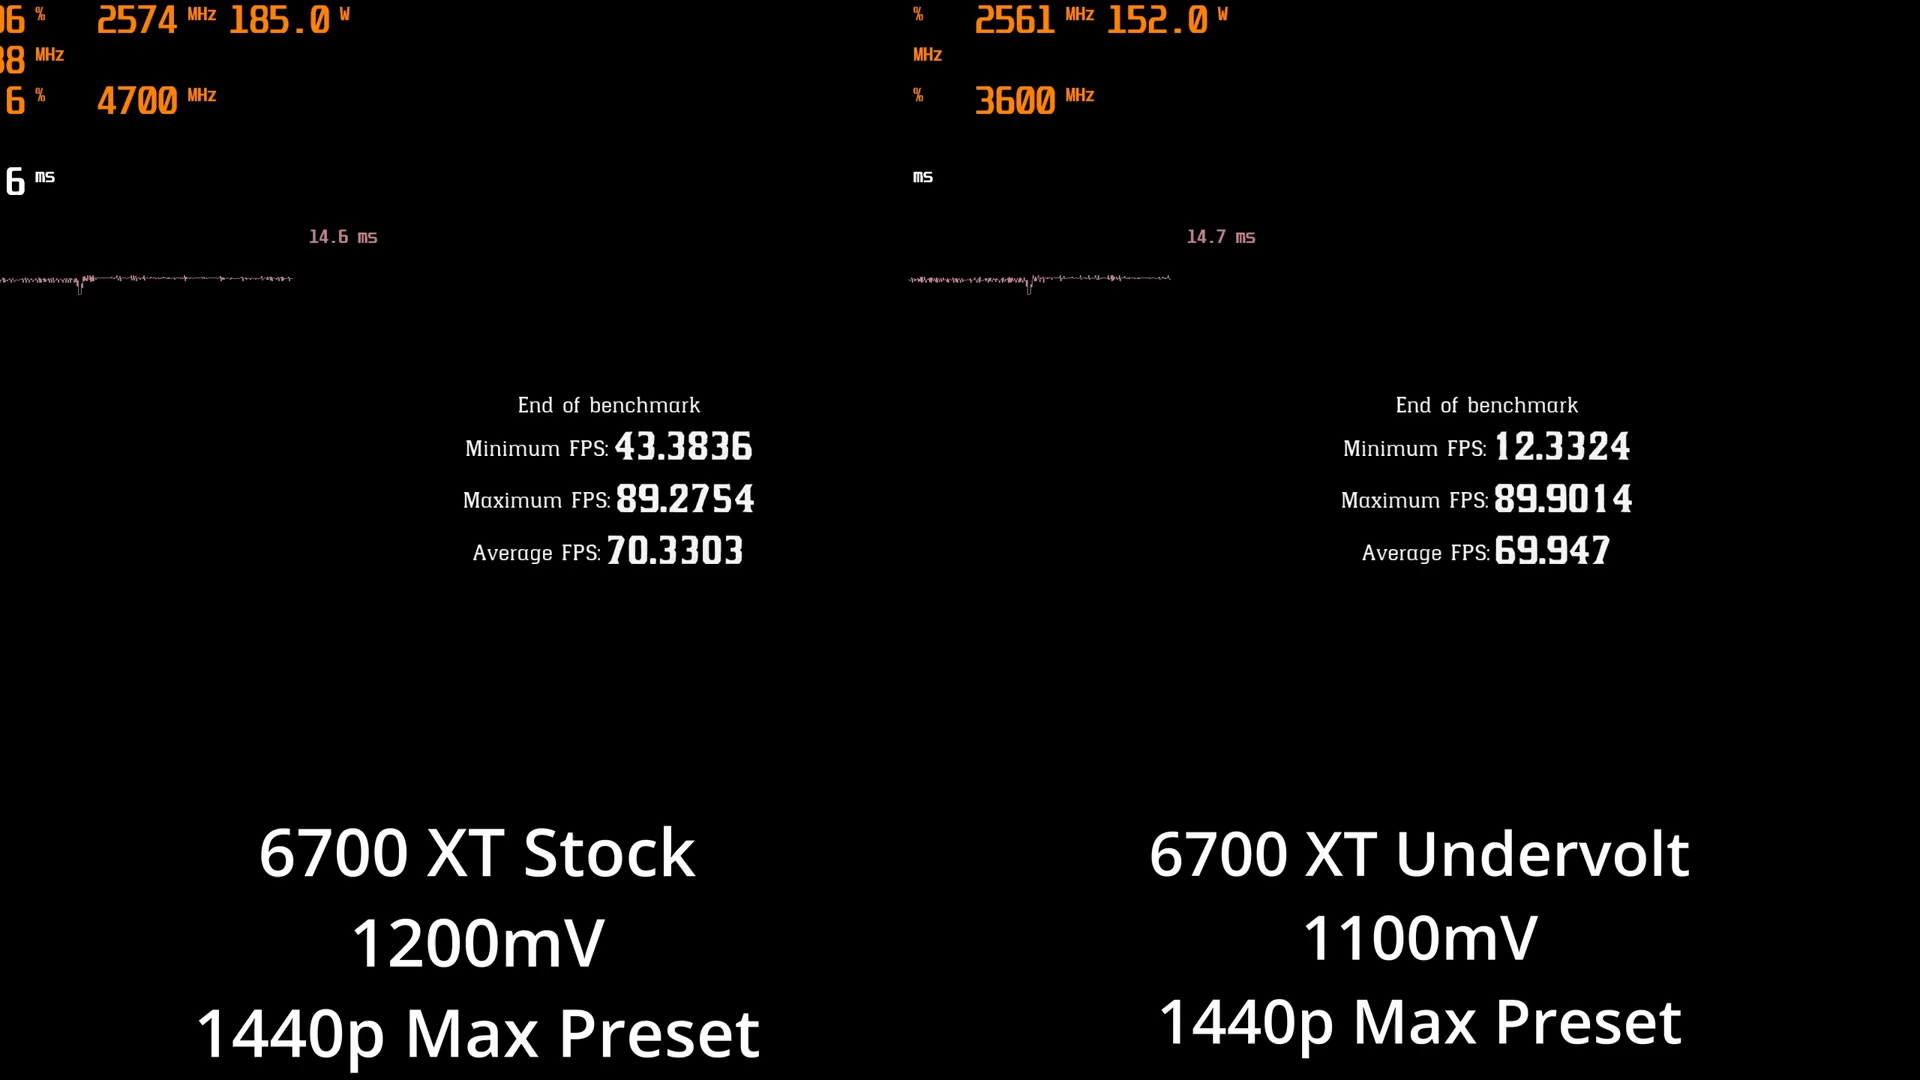 % 2574 MHz 185.0 W
MHz
6 % 4700 MHz
6 ms
14.6 ms
End of benchmark
Minimum FPS: 43.3836
Maximum FPS: 89.2754
Average FPS: 70.3303
6700 XT Stock
1200mV
1440p Max Preset
% 2561 MHz 152.0 W
MHz
% 3600 MHz
ms
14.7 ms
End of benchmark
Minimum FPS: 12.3324
Maximum FPS: 89.9014
Average FPS: 69.947
6700 XT Undervolt
1100mV
1440p Max Preset